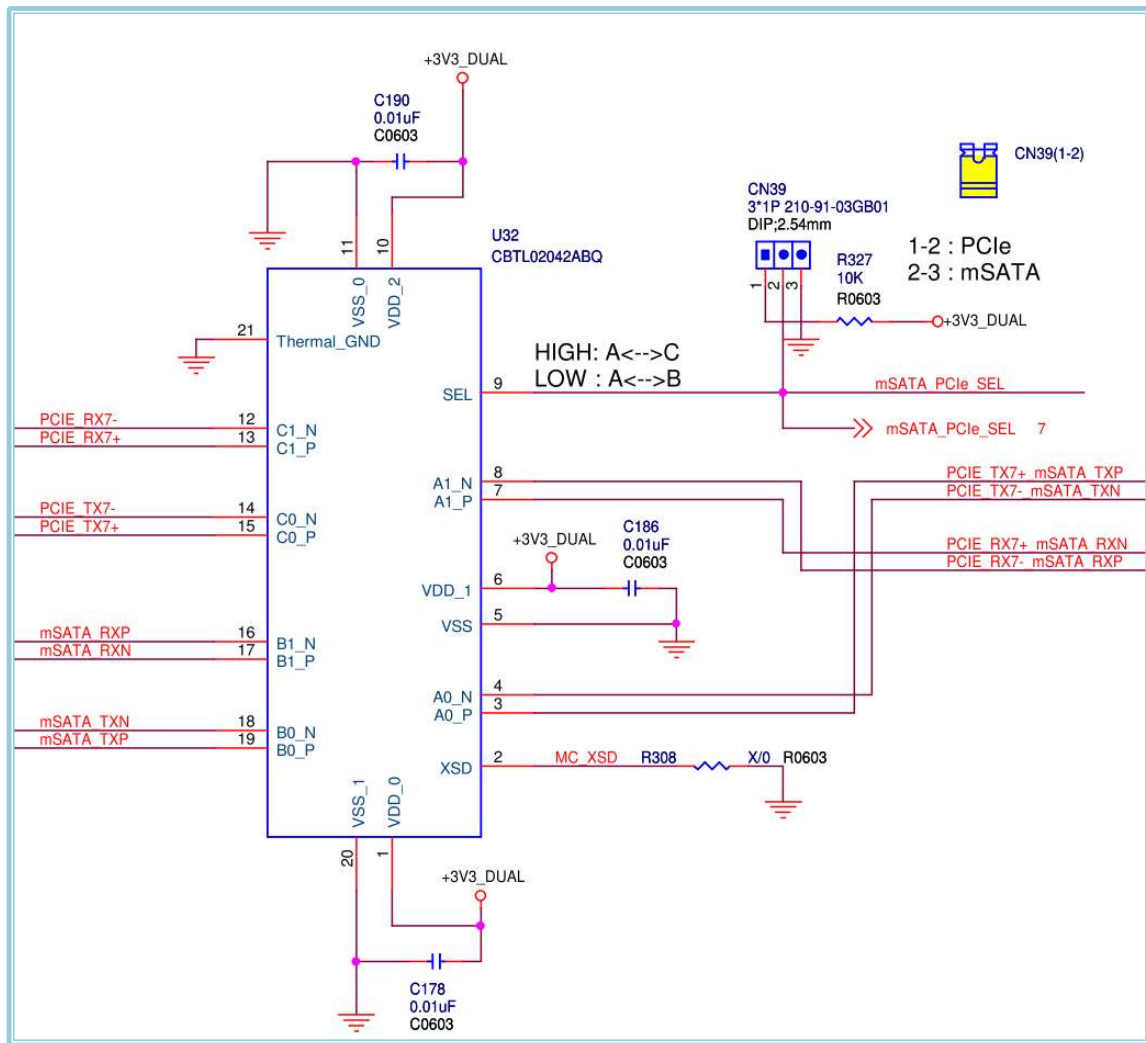 +3V3_DUAL
C190
0.01uF
C0603
CN39(1-2)
CN39
3*1P 210-91-03GB01
DIP;2.54mm
1-2 : PCIe
2-3 : mSATA
R327
10K
R0603
1
2
3
+3V3_DUAL
U32
CBTL02042ABQ
11
10
VSS_0
VDD_2
21
Thermal_GND
HIGH: A<-->C
LOW : A<-->B
SEL
9
mSATA_PCIe_SEL
mSATA_PCIe_SEL 7
PCIE_RX7-
12
C1_N
PCIE_RX7+
13
C1_P
A1_N
8
A1_P
7
PCIE_TX7+_mSATA_TXP
PCIE_TX7-_mSATA_TXN
PCIE_TX7-
14
C0_N
PCIE_TX7+
15
C0_P
C186
0.01uF
C0603
+3V3_DUAL
PCIE_RX7+_mSATA_RXN
PCIE_RX7-_mSATA_RXP
VDD_1
6
VSS
5
mSATA_RXP
16
B1_N
mSATA_RXN
17
B1_P
A0_N
4
A0_P
3
mSATA_TXN
18
B0_N
mSATA_TXP
19
B0_P
XSD
2
MC_XSD
R308
X/0
R0603
VSS_1
VDD_0
20
1
+3V3_DUAL
C178
0.01uF
C0603